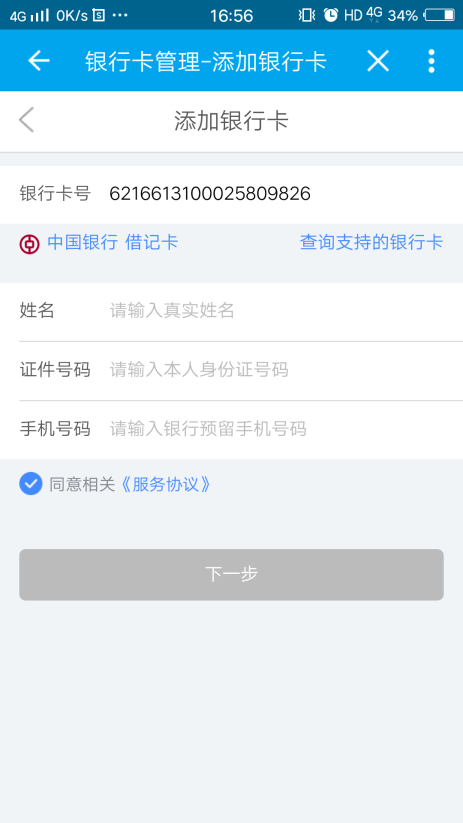 4G 0K/s 16:56 HD 4G 34%
银行卡管理-添加银行卡
添加银行卡
银行卡号 6216613100025809826
中国银行 借记卡 查询支持的银行卡
姓名 请输入真实姓名
证件号码 请输入本人身份证号码
手机号码 请输入银行预留手机号码
同意相关《服务协议》
下一步